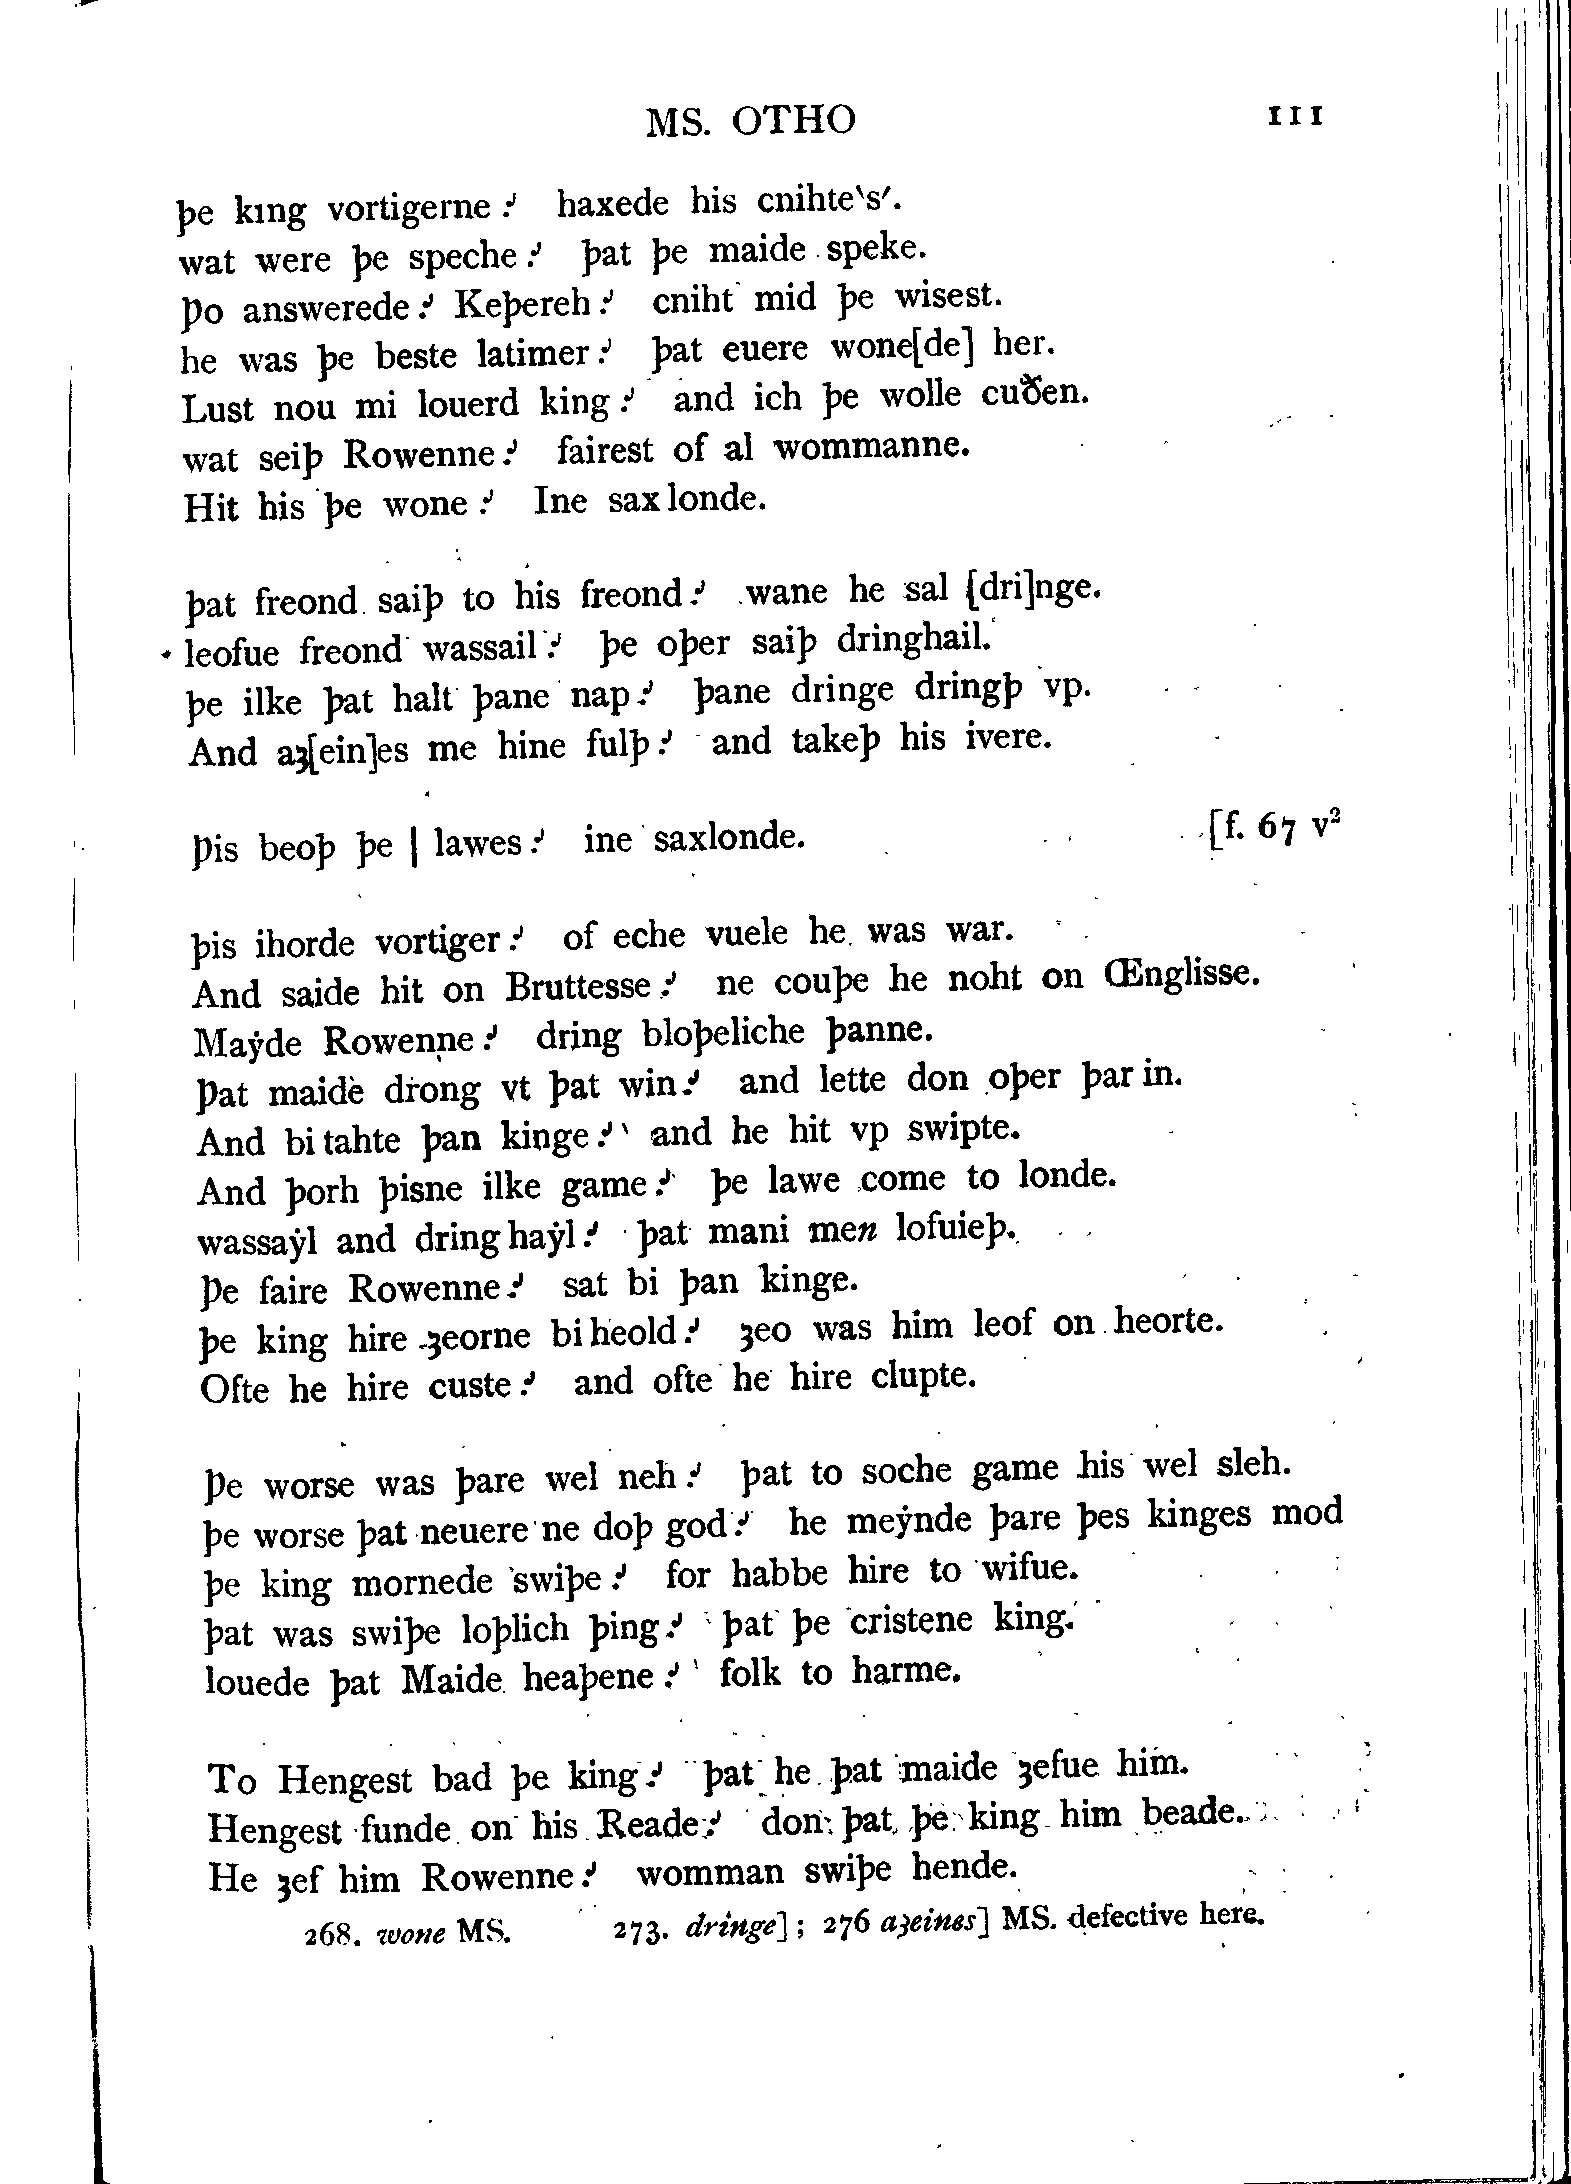 MS. OTHO 111
þe kıng vortigerne ⸵ haxede his cnihte‵s′.
wat were þe speche ⸵ þat þe maide speke.
Þo answerede ⸵ Keþereh ⸵ cniht mid þe wisest.
he was þe beste latimer ⸵ þat euere wone[de] her.
Lust nou mi louerd king ⸵ and ich þe wolle cuðen.
wat seiþ Rowenne ⸵ fairest of al wommanne.
Hit his þe wone ⸵ Ine sax londe.
þat freond saiþ to his freond ⸵ wane he sal [dri]nge.
leofue freond wassail ⸵ þe oþer saiþ dringhail.
þe ilke þat halt þane nap ⸵ þane dringe dringþ vp.
And aȝ[ein]es me hine fulþ ⸵ and takeþ his ivere.
Þis beoþ þe | lawes ⸵ ine saxlonde. [f. 67 v²
þis ihorde vortiger ⸵ of eche vuele he was war.
And saide hit on Bruttesse ⸵ ne couþe he noht on Œnglisse.
Maẏde Rowenne ⸵ dring bloþeliche þanne.
Þat maide drong vt þat win ⸵ and lette don oþer þar in.
And bi tahte þan kinge ⸵ and he hit vp swipte.
And þorh þisne ilke game ⸵ þe lawe come to londe.
wassaẏl and dring haẏl ⸵ þat mani men lofuieþ.
Þe faire Rowenne ⸵ sat bi þan kinge.
þe king hire ȝeorne bi heold ⸵ ȝeo was him leof on heorte.
Ofte he hire custe ⸵ and ofte he hire clupte.
Þe worse was þare wel neh ⸵ þat to soche game his wel sleh.
þe worse þat neuere ne doþ god ⸵ he meẏnde þare þes kinges mod
þe king mornede swiþe ⸵ for habbe hire to wifue.
þat was swiþe loþlich þing ⸵ þat þe cristene king.
louede þat Maide heaþene ⸵ folk to harme.
To Hengest bad þe king ⸵ þat he þat maide ȝefue him.
Hengest funde on his Reade ⸵ don þat þe king him beade.
He ȝef him Rowenne ⸵ womman swiþe hende.
268. wone MS. 273. dringe] ; 276 aȝeines] MS. defective here.